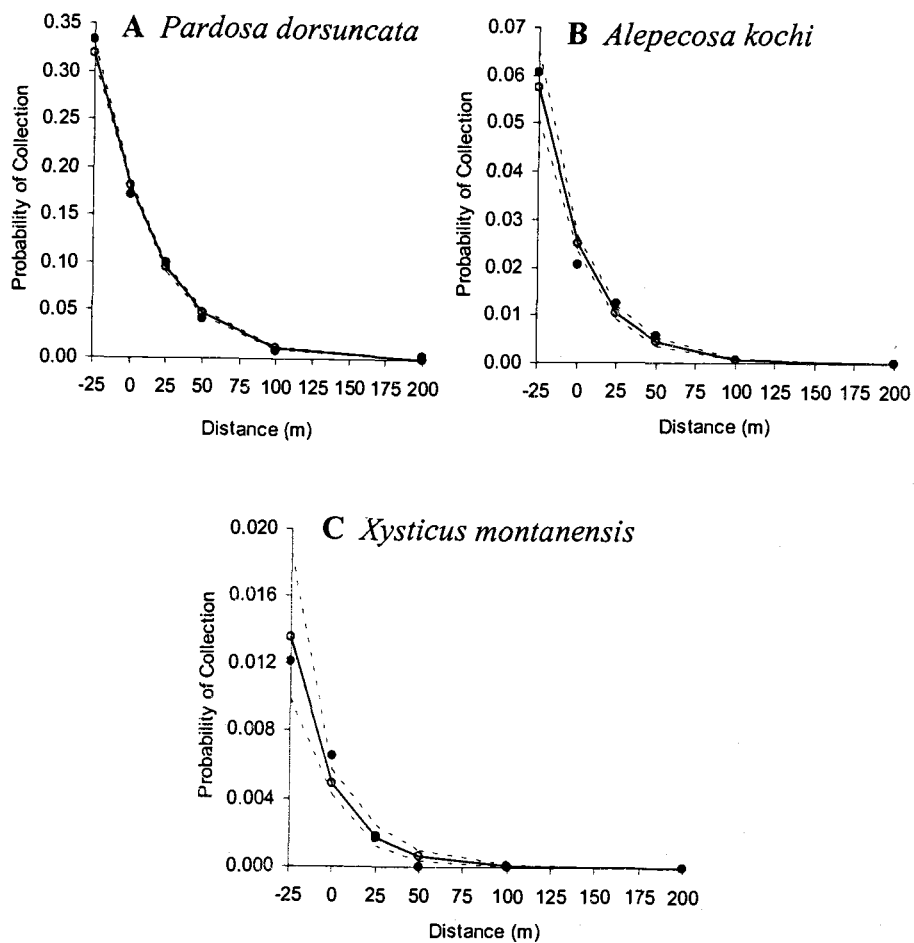 A Pardosa dorsuncata
0.35
0.30
0.25
0.20
0.15
0.10
0.05
0.00
Probability of Collection
-25 0 25 50 75 100 125 150 175 200
Distance (m)
B Alepecosa kochi
0.07
0.06
0.05
0.04
0.03
0.02
0.01
0.00
Probability of Collection
-25 0 25 50 75 100 125 150 175 200
Distance (m)
C Xysticus montanensis
0.020
0.016
0.012
0.008
0.004
0.000
Probability of Collection
-25 0 25 50 75 100 125 150 175 200
Distance (m)